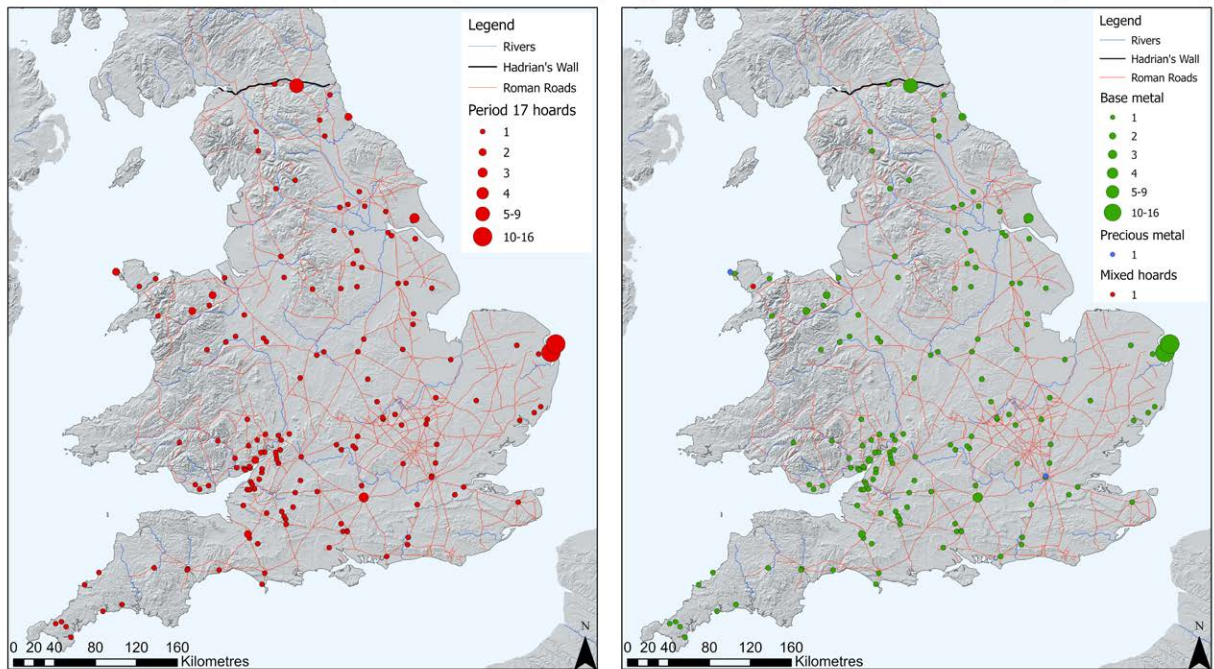 Legend
Rivers
Hadrian's Wall
Roman Roads
Period 17 hoards
1
2
3
4
5-9
10-16
N
0 20 40 80 120 160
Kilometres
Legend
Rivers
Hadrian's Wall
Roman Roads
Base metal
1
2
3
4
5-9
10-16
Precious metal
1
Mixed hoards
1
N
0 20 40 80 120 160
Kilometres